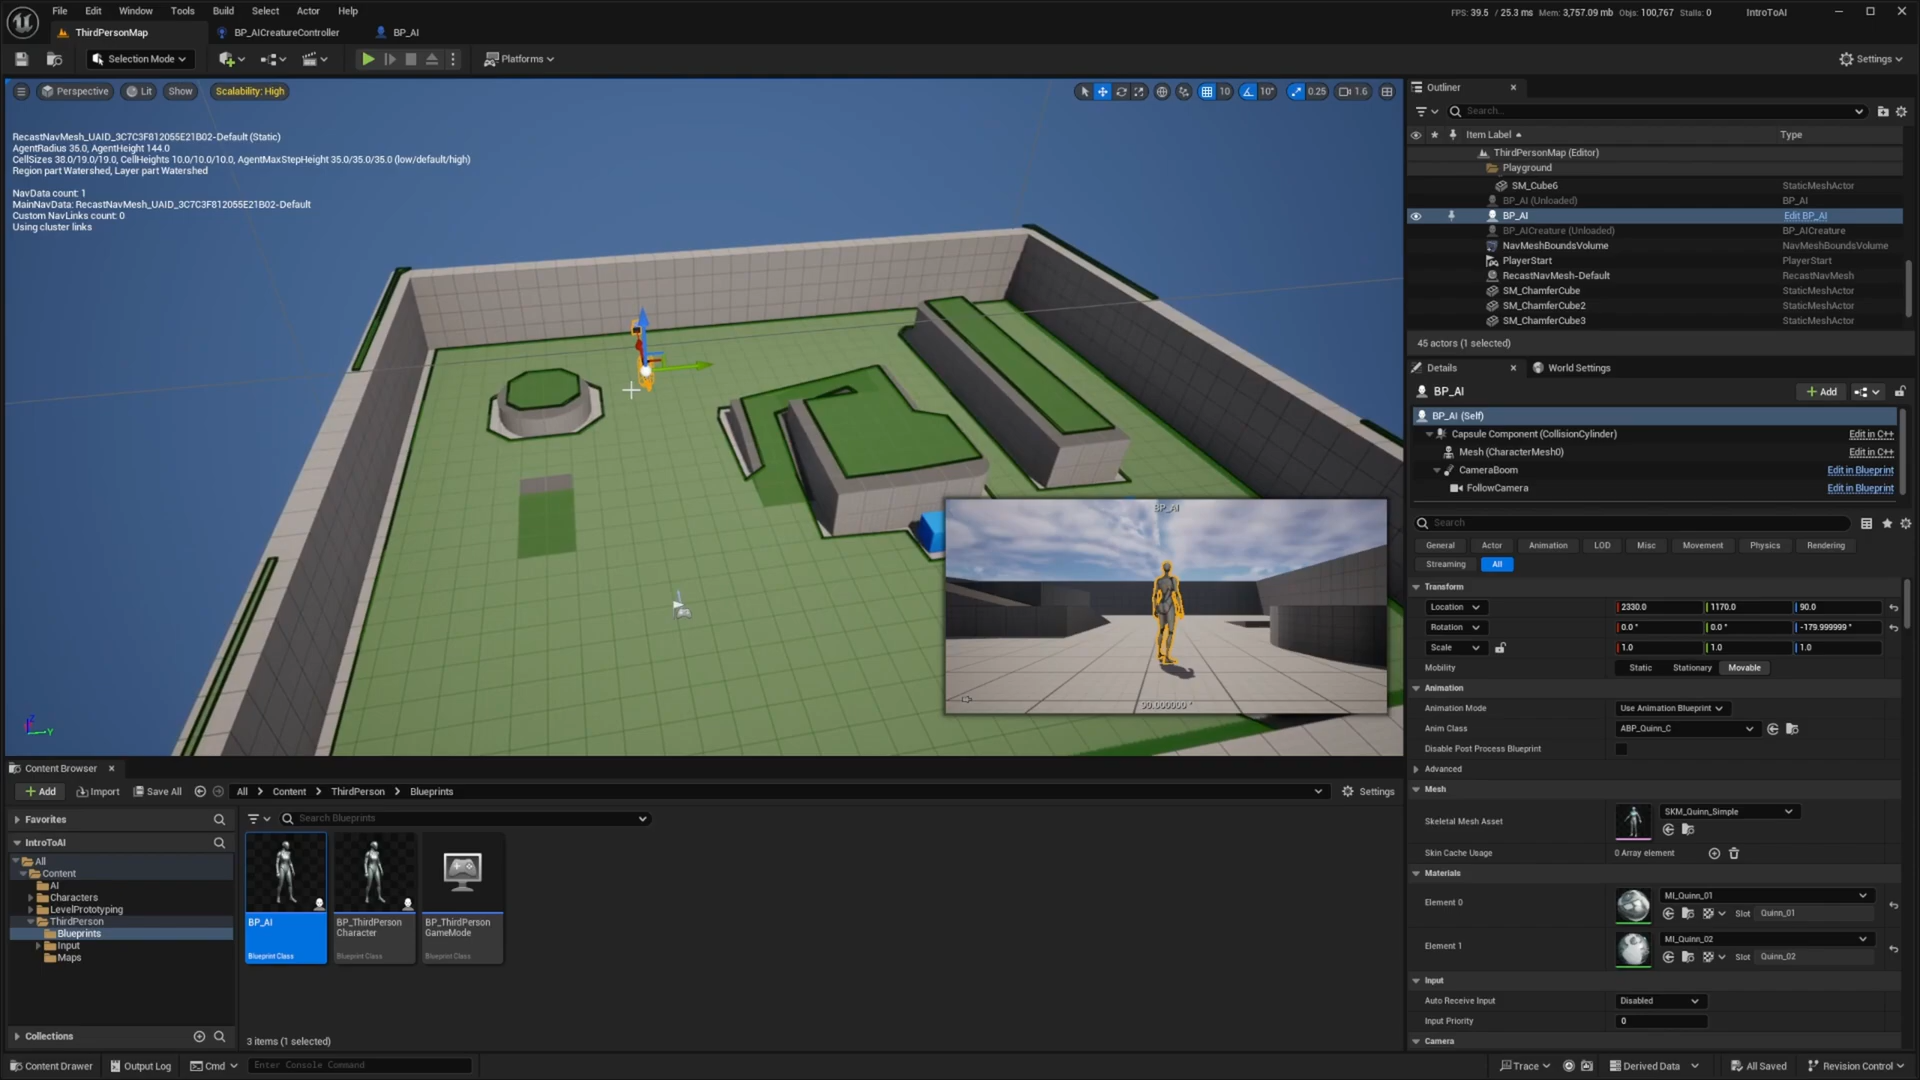 File Edit Window Tools Build Select Actor Help
FPS: 39.5 / 25.3 ms Mem: 3,757.09 mb Objs: 100,767 Stalls: 0
IntroToAI
ThirdPersonMap
BP_AICreatureController
BP_AI
Selection Mode
Platforms
Settings
Perspective
Lit
Show
Scalability: High
10
10°
0.25
1.6
RecastNavMesh_UAID_3C7C3F812055E21B02-Default (Static)
AgentRadius 35.0, AgentHeight 144.0
CellSizes 38.0/19.0/19.0, CellHeights 10.0/10.0/10.0, AgentMaxStepHeight 35.0/35.0/35.0 (low/default/high)
Region part Watershed, Layer part Watershed
NavData count: 1
MainNavData: RecastNavMesh_UAID_3C7C3F812055E21B02-Default
Custom NavLinks count: 0
Using cluster links
BP_AI
90.000000 °
Z
Y
Outliner
Search...
Item Label
Type
ThirdPersonMap (Editor)
Playground
SM_Cube6 StaticMeshActor
BP_AI (Unloaded) BP_AI
BP_AI Edit BP_AI
BP_AICreature (Unloaded) BP_AICreature
NavMeshBoundsVolume NavMeshBoundsVolume
PlayerStart PlayerStart
RecastNavMesh-Default RecastNavMesh
SM_ChamferCube StaticMeshActor
SM_ChamferCube2 StaticMeshActor
SM_ChamferCube3 StaticMeshActor
45 actors (1 selected)
Details
World Settings
BP_AI
Add
BP_AI (Self)
Capsule Component (CollisionCylinder) Edit in C++
Mesh (CharacterMesh0) Edit in C++
CameraBoom Edit in Blueprint
FollowCamera Edit in Blueprint
Search
General Actor Animation LOD Misc Movement Physics Rendering
Streaming All
Transform
Location 2330.0 1170.0 90.0
Rotation 0.0 ° 0.0 ° -179.999999 °
Scale 1.0 1.0 1.0
Mobility Static Stationary Movable
Animation
Animation Mode Use Animation Blueprint
Anim Class ABP_Quinn_C
Disable Post Process Blueprint
Advanced
Mesh
Skeletal Mesh Asset SKM_Quinn_Simple
Skin Cache Usage 0 Array element
Materials
Element 0 MI_Quinn_01
Slot Quinn_01
Element 1 MI_Quinn_02
Slot Quinn_02
Input
Auto Receive Input Disabled
Input Priority 0
Camera
Content Browser
Add Import Save All
All Content ThirdPerson Blueprints
Settings
Favorites
IntroToAI
All
Content
AI
Characters
LevelPrototyping
ThirdPerson
Blueprints
Input
Maps
Collections
Search Blueprints
BP_AI
Blueprint Class
BP_ThirdPerson
Character
Blueprint Class
BP_ThirdPerson
GameMode
Blueprint Class
3 items (1 selected)
Content Drawer Output Log Cmd Enter Console Command
Trace Derived Data All Saved Revision Control